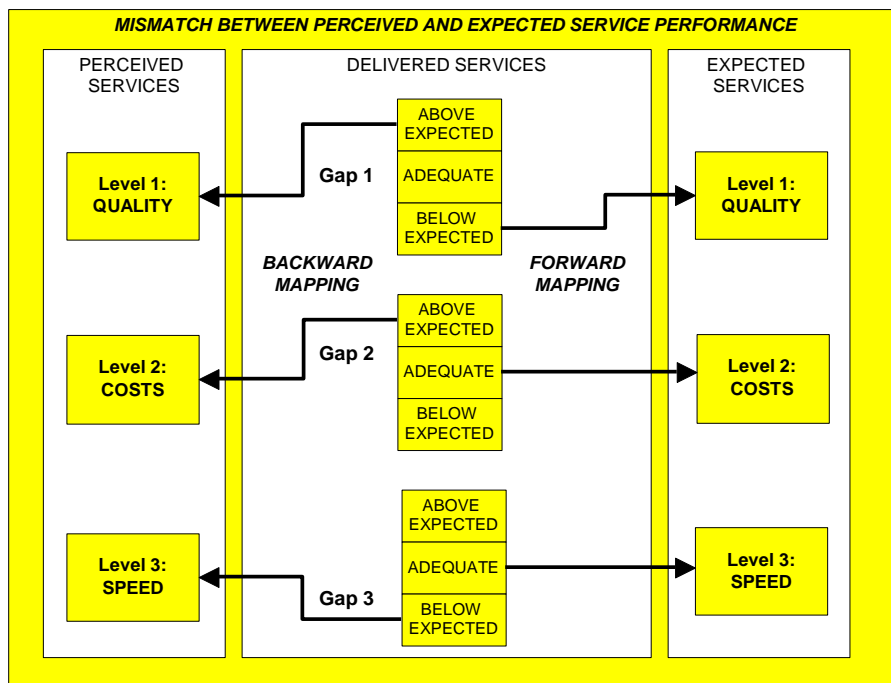 MISMATCH BETWEEN PERCEIVED AND EXPECTED SERVICE PERFORMANCE
PERCEIVED
SERVICES
Level 1:
QUALITY
Level 2:
COSTS
Level 3:
SPEED
DELIVERED SERVICES
ABOVE
EXPECTED
Gap 1
ADEQUATE
BELOW
EXPECTED
BACKWARD
MAPPING
FORWARD
MAPPING
ABOVE
EXPECTED
Gap 2
ADEQUATE
BELOW
EXPECTED
ABOVE
EXPECTED
ADEQUATE
Gap 3
BELOW
EXPECTED
EXPECTED
SERVICES
Level 1:
QUALITY
Level 2:
COSTS
Level 3:
SPEED